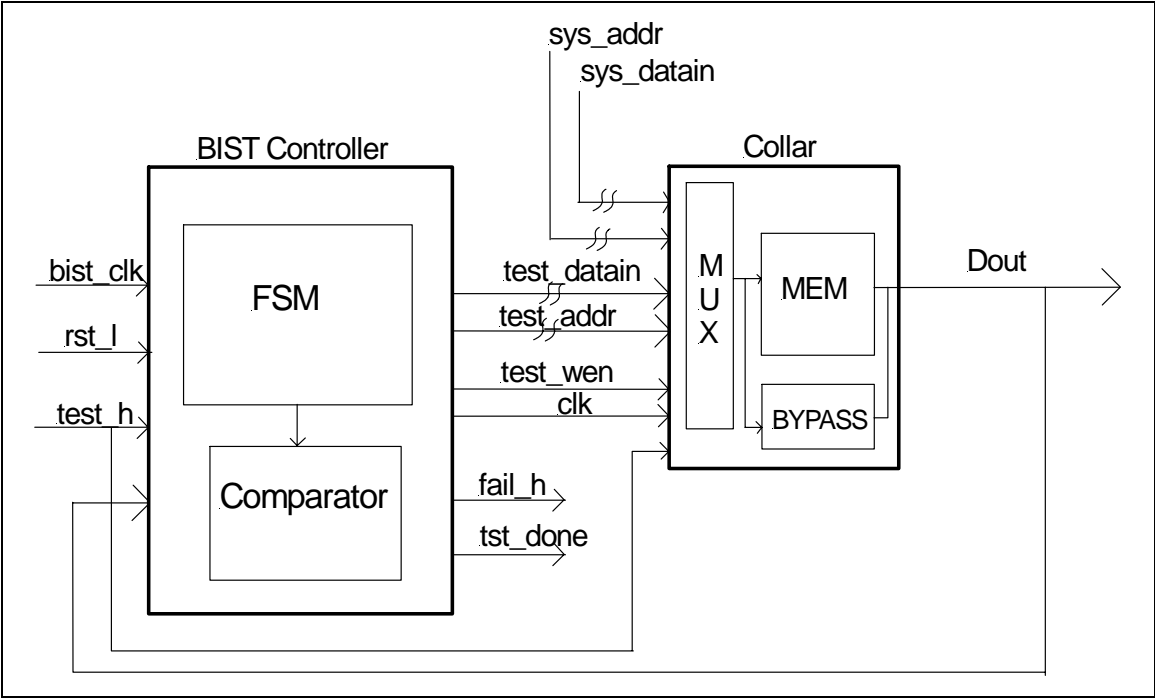 sys_addr
sys_datain
BIST Controller
Collar
bist_clk
FSM
test_datain
M
U
X
MEM
Dout
test_addr
rst_l
test_wen
clk
test_h
BYPASS
Comparator
fail_h
tst_done